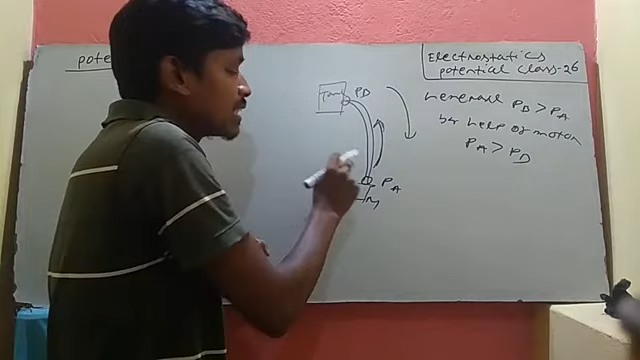 pote
Electrostatics
potential class-26
Tank PD
Generall PD > PA
by help of motor
PA > PD
PA
M